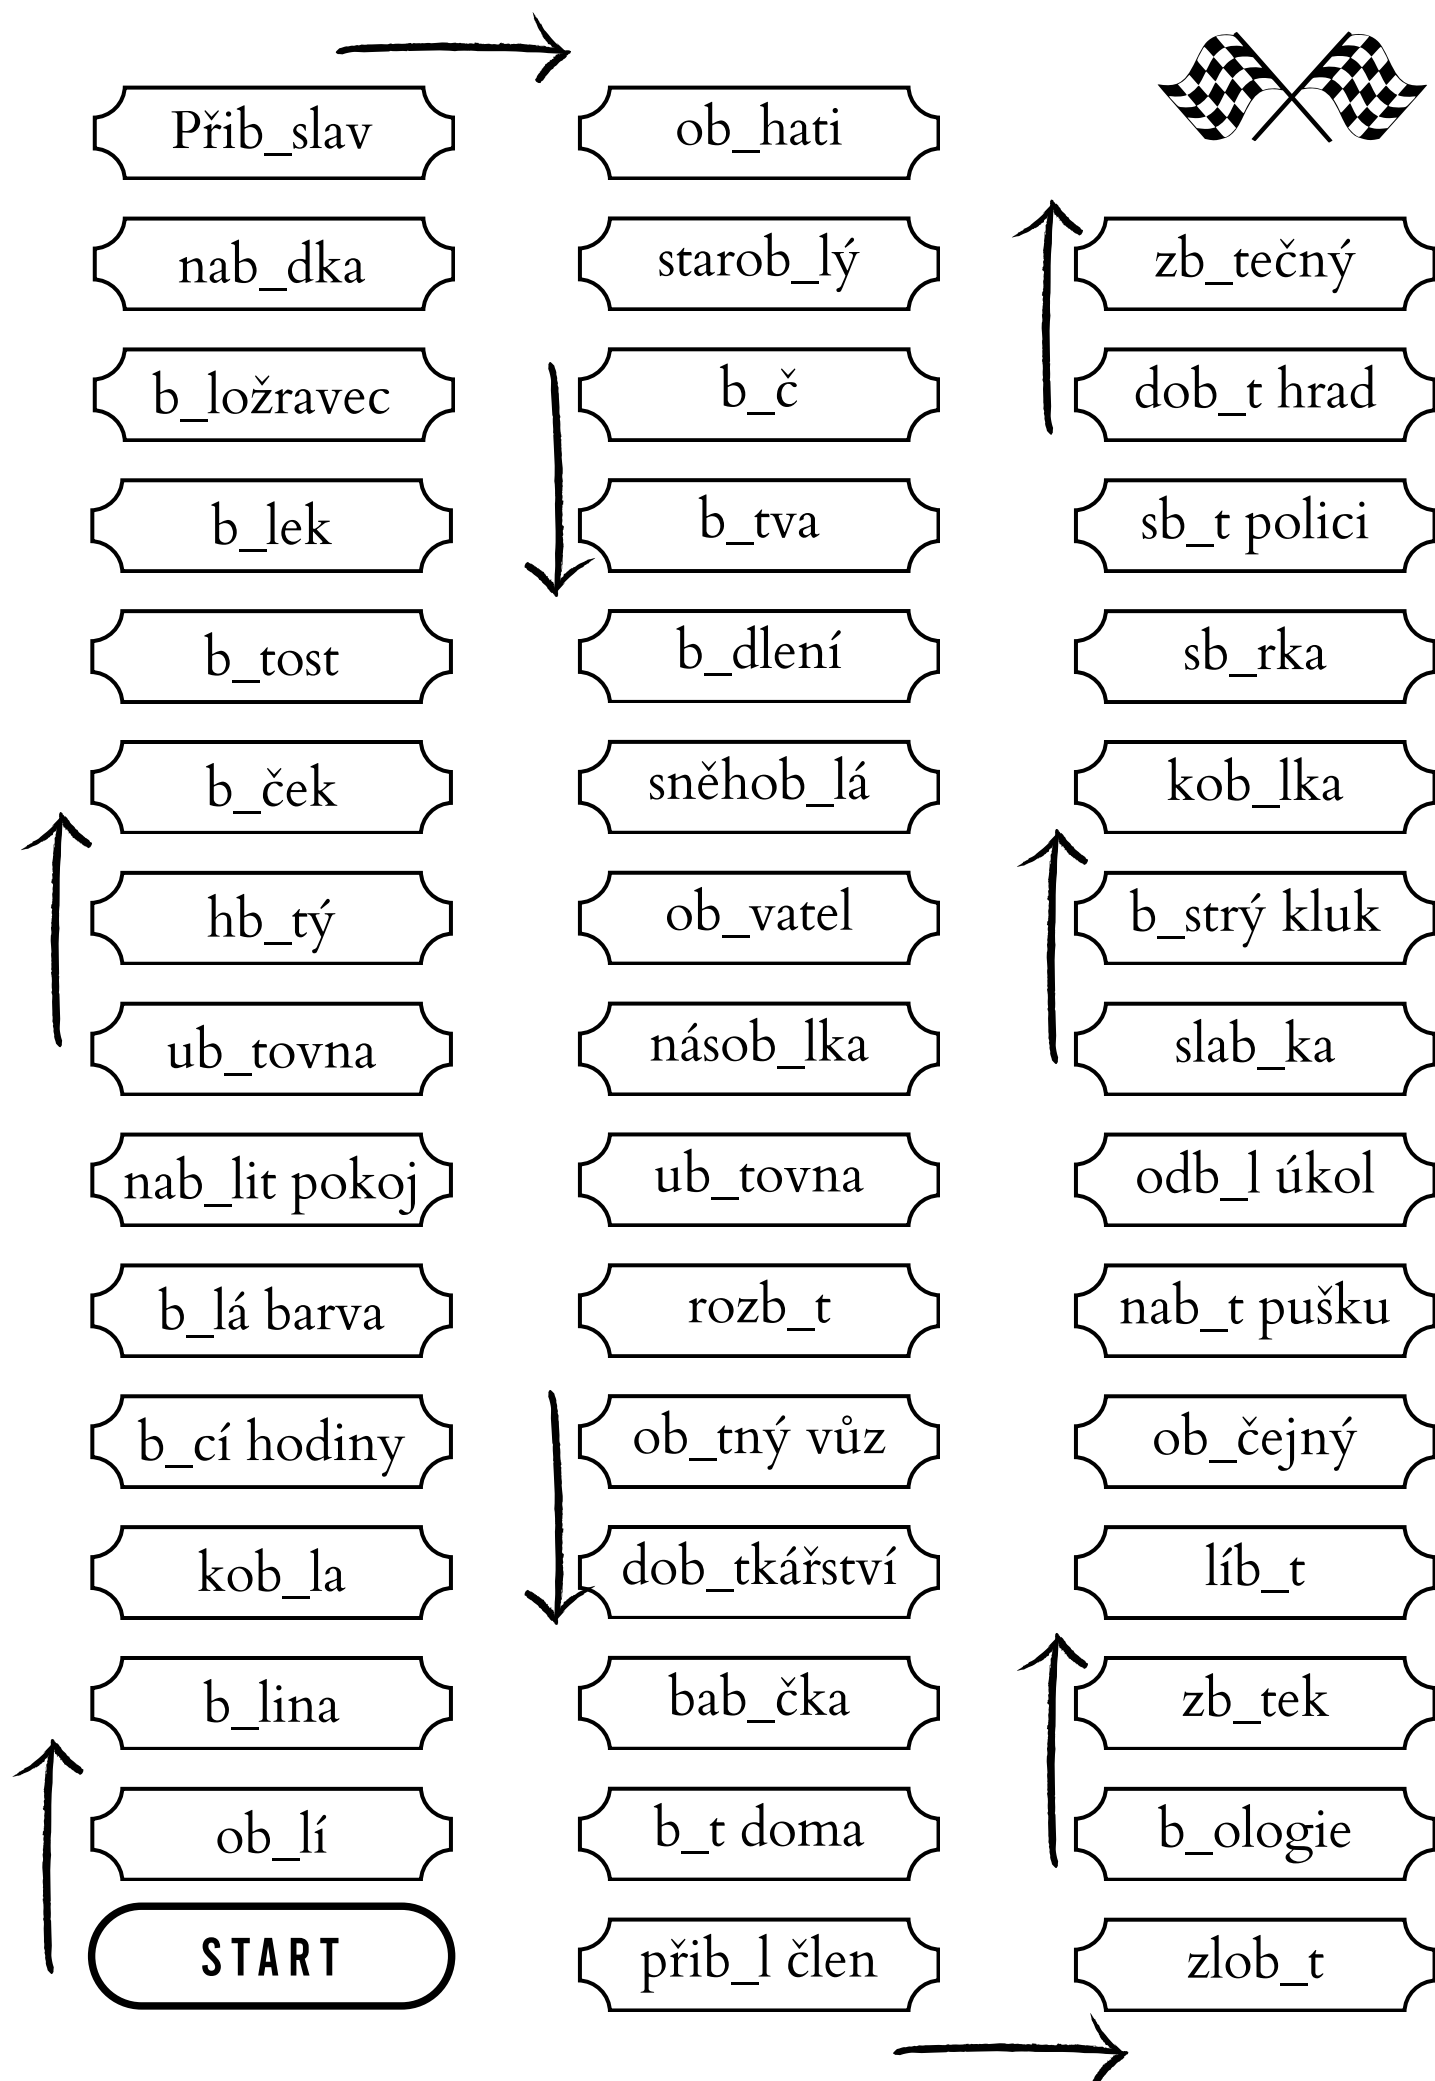 Přib_slav
nab_dka
b_ložravec
b_lek
b_tost
b_ček
hb_tý
ub_tovna
nab_lit pokoj
b_lá barva
b_cí hodiny
kob_la
b_lina
ob_lí
START
ob_hati
starob_lý
b_č
b_tva
b_dlení
sněhob_lá
ob_vatel
násob_lka
ub_tovna
rozb_t
ob_tný vůz
dob_tkářství
bab_čka
b_t doma
přib_l člen
zb_tečný
dob_t hrad
sb_t polici
sb_rka
kob_lka
b_strý kluk
slab_ka
odb_l úkol
nab_t pušku
ob_čejný
líb_t
zb_tek
b_ologie
zlob_t